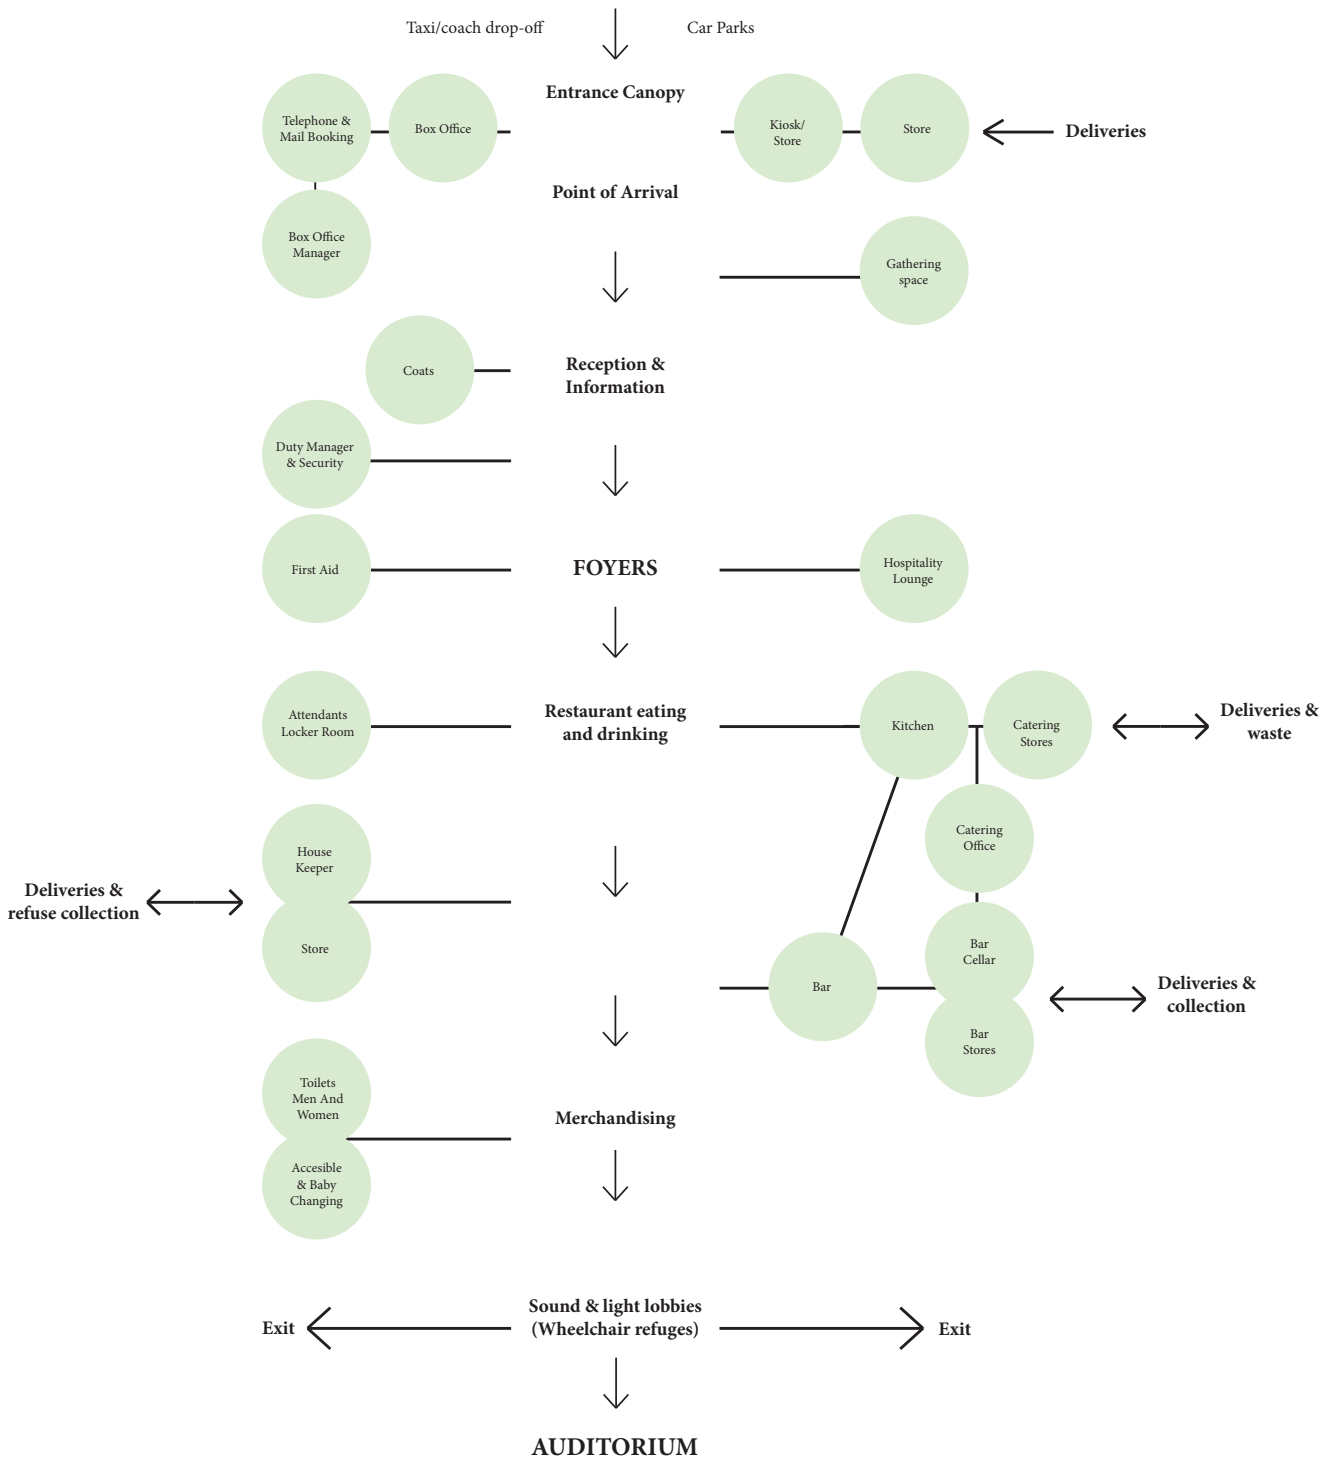 Taxi/coach drop-off
Car Parks
Entrance Canopy
Telephone &
Mail Booking
Box Office
Kiosk/
Store
Store
Deliveries
Point of Arrival
Box Office
Manager
Gathering
space
Coats
Reception &
Information
Duty Manager
& Security
First Aid
FOYERS
Hospitality
Lounge
Attendants
Locker Room
Restaurant eating
and drinking
Kitchen
Catering
Stores
Deliveries &
waste
Catering
Office
House
Keeper
Deliveries &
refuse collection
Store
Bar
Cellar
Bar
Deliveries &
collection
Bar
Stores
Toilets
Men And
Women
Merchandising
Accesible
& Baby
Changing
Exit
Sound & light lobbies
(Wheelchair refuges)
Exit
AUDITORIUM